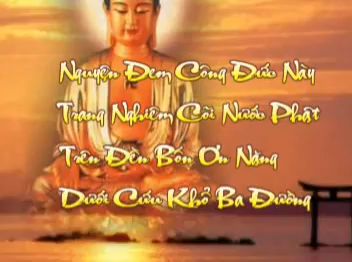 Nguyện Đem Công Đức Này
Trang Nghiêm Cõi Nước Phật
Trên Đền Bốn Ơn Nặng
Dưới Cứu Khổ Ba Đường